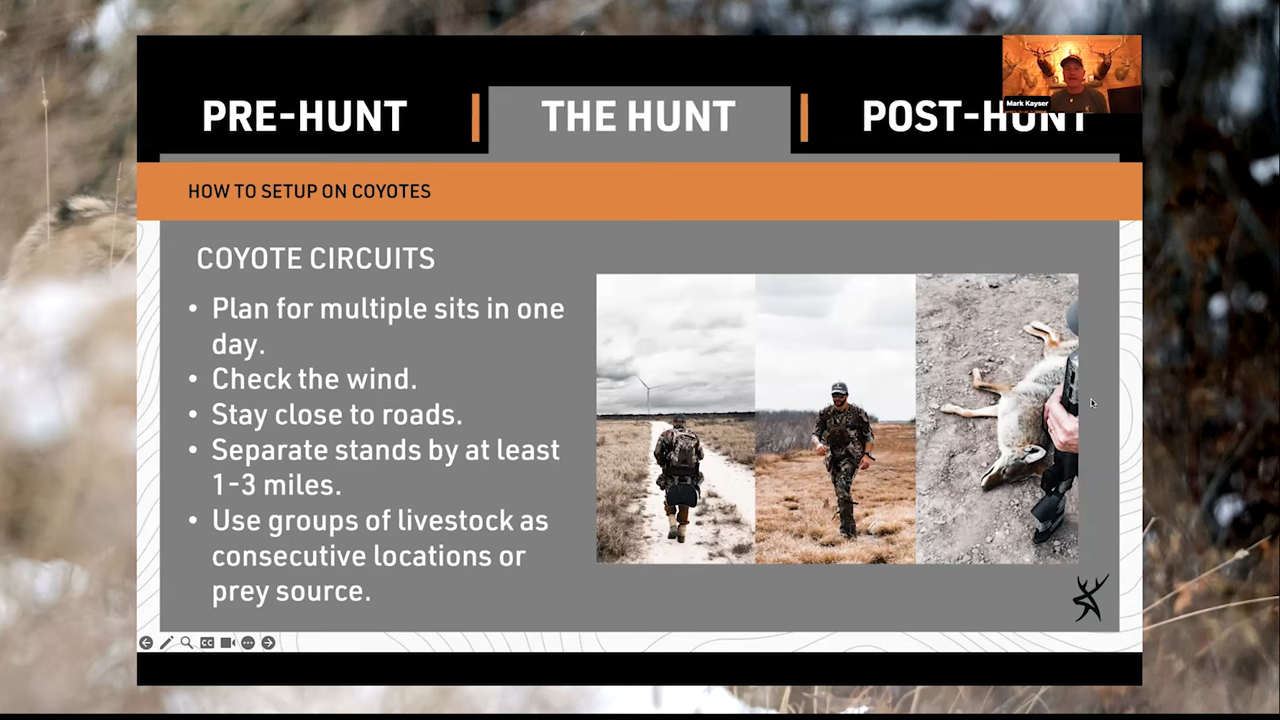 PRE-HUNT
THE HUNT
POST-HUNT
Mark Kayser
HOW TO SETUP ON COYOTES
COYOTE CIRCUITS
• Plan for multiple sits in one
day.
• Check the wind.
• Stay close to roads.
• Separate stands by at least
1-3 miles.
• Use groups of livestock as
consecutive locations or
prey source.
CC